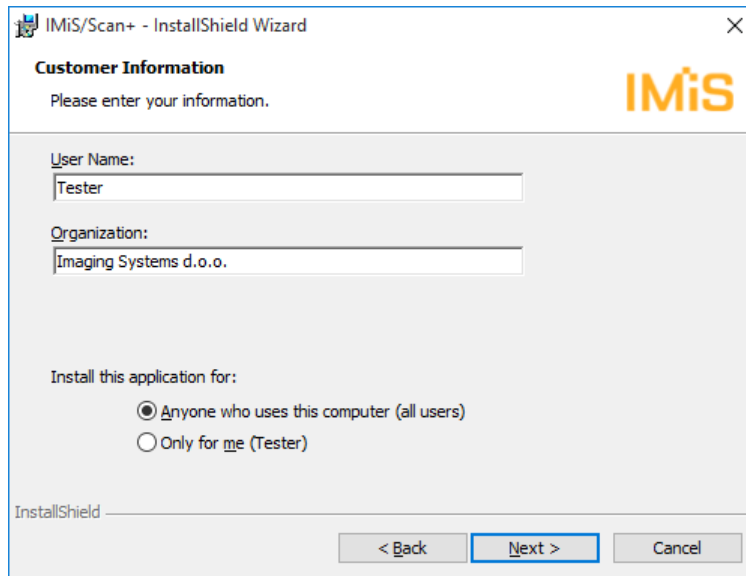 IMiS/Scan+ - InstallShield Wizard
Customer Information
Please enter your information.
IMiS
User Name:
Tester
Organization:
Imaging Systems d.o.o.
Install this application for:
Anyone who uses this computer (all users)
Only for me (Tester)
InstallShield
< Back Next > Cancel